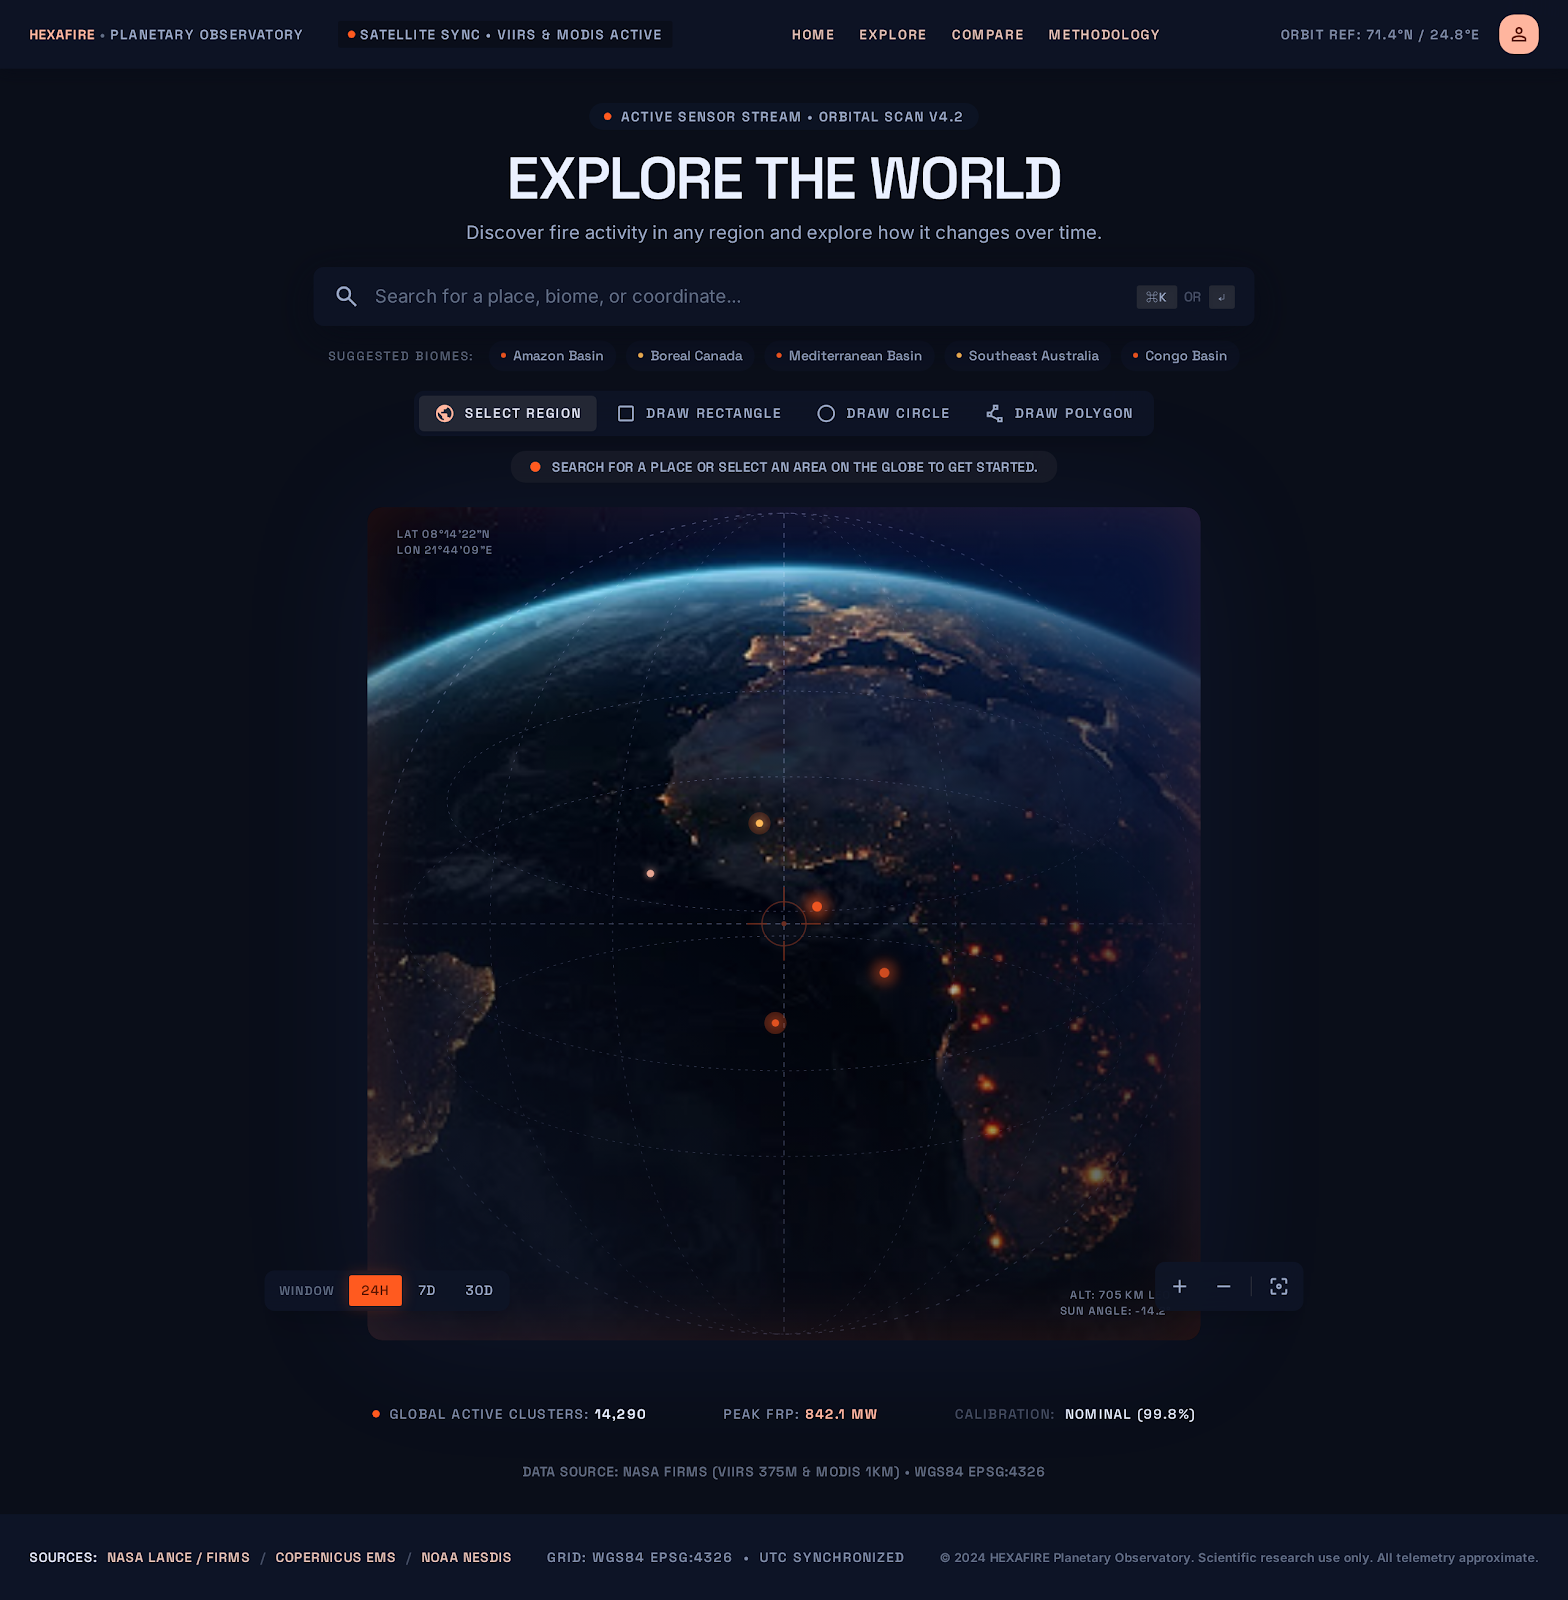 HEXAFIRE • PLANETARY OBSERVATORY
SATELLITE SYNC • VIIRS & MODIS ACTIVE
HOME EXPLORE COMPARE METHODOLOGY
ORBIT REF: 71.4°N / 24.8°E
ACTIVE SENSOR STREAM • ORBITAL SCAN V4.2
EXPLORE THE WORLD
Discover fire activity in any region and explore how it changes over time.
Search for a place, biome, or coordinate...
⌘K OR ↲
SUGGESTED BIOMES: Amazon Basin Boreal Canada Mediterranean Basin Southeast Australia Congo Basin
SELECT REGION DRAW RECTANGLE DRAW CIRCLE DRAW POLYGON
SEARCH FOR A PLACE OR SELECT AN AREA ON THE GLOBE TO GET STARTED.
LAT 08°14'22"N
LON 21°44'09"E
WINDOW 24H 7D 30D
ALT: 705 KM
SUN ANGLE: -14.2
GLOBAL ACTIVE CLUSTERS: 14,290 PEAK FRP: 842.1 MW CALIBRATION: NOMINAL (99.8%)
DATA SOURCE: NASA FIRMS (VIIRS 375M & MODIS 1KM) • WGS84 EPSG:4326
SOURCES: NASA LANCE / FIRMS / COPERNICUS EMS / NOAA NESDIS
GRID: WGS84 EPSG:4326 • UTC SYNCHRONIZED
© 2024 HEXAFIRE Planetary Observatory. Scientific research use only. All telemetry approximate.